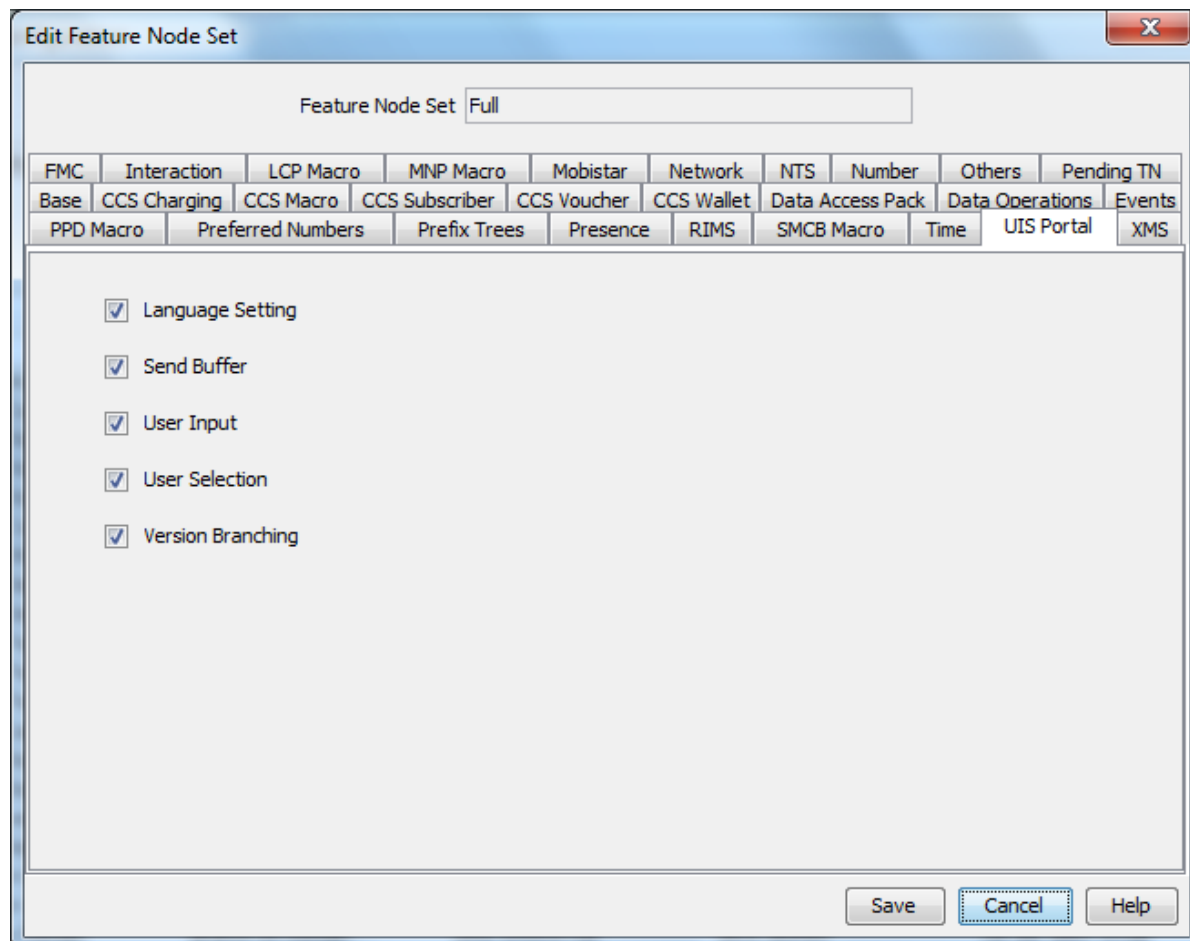 Edit Feature Node Set
Feature Node Set Full
FMC Interaction LCP Macro MNP Macro Mobistar Network NTS Number Others Pending TN
Base CCS Charging CCS Macro CCS Subscriber CCS Voucher CCS Wallet Data Access Pack Data Operations Events
PPD Macro Preferred Numbers Prefix Trees Presence RIMS SMCB Macro Time UIS Portal XMS
Language Setting
Send Buffer
User Input
User Selection
Version Branching
Save Cancel Help